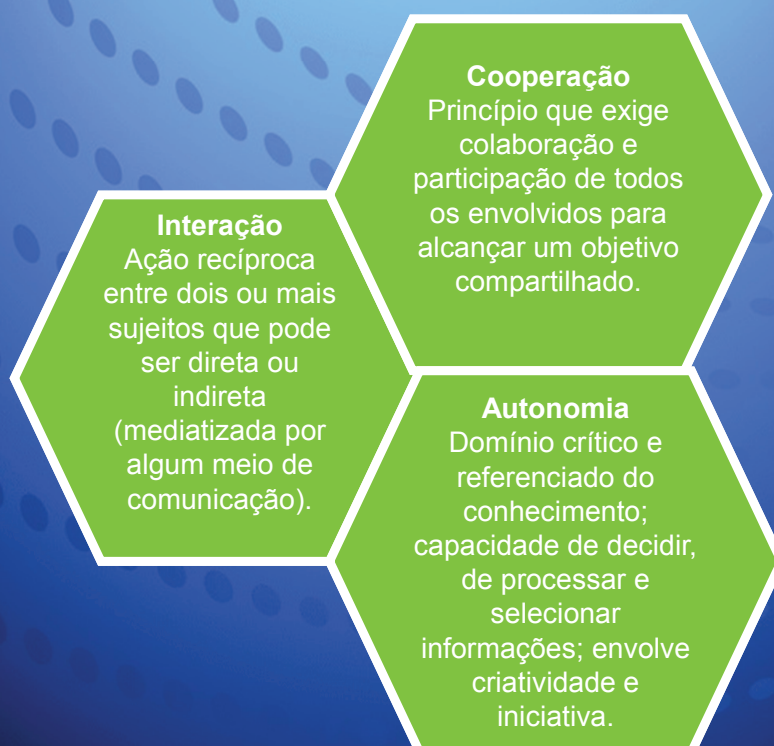 Cooperação
Princípio que exige
colaboração e
participação de todos
os envolvidos para
alcançar um objetivo
compartilhado.
Interação
Ação recíproca
entre dois ou mais
sujeitos que pode
ser direta ou
indireta
(mediatizada por
algum meio de
comunicação).
Autonomia
Domínio crítico e
referenciado do
conhecimento;
capacidade de decidir,
de processar e
selecionar
informações; envolve
criatividade e
iniciativa.